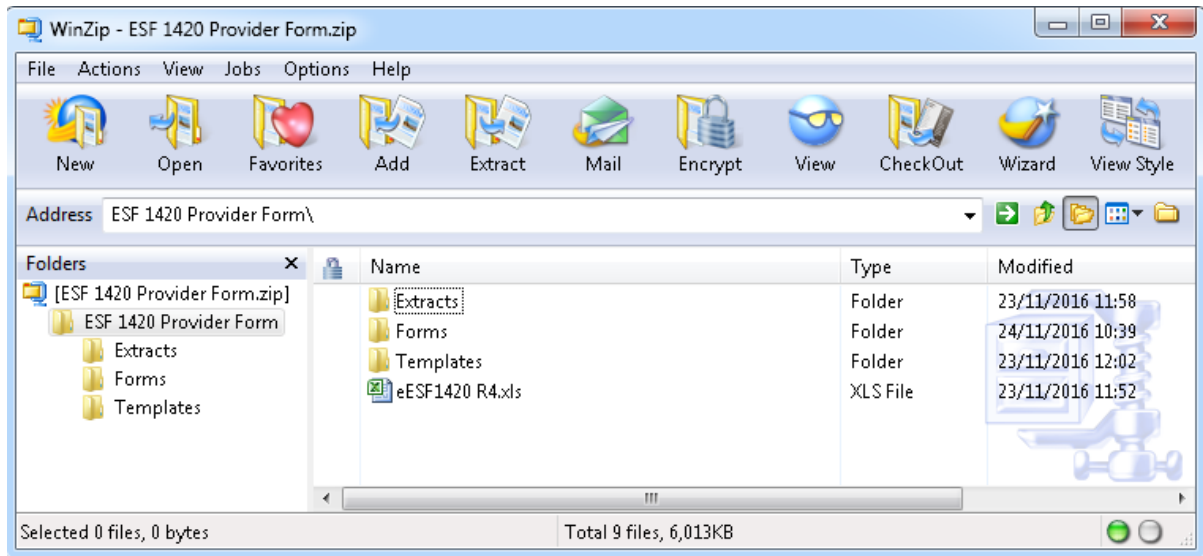 WinZip - ESF 1420 Provider Form.zip
File Actions View Jobs Options Help
New Open Favorites Add Extract Mail Encrypt View CheckOut Wizard View Style
Address ESF 1420 Provider Form\
Folders Name Type Modified
[ESF 1420 Provider Form.zip]
ESF 1420 Provider Form
Extracts
Forms
Templates
Extracts Folder 23/11/2016 11:58
Forms Folder 24/11/2016 10:39
Templates Folder 23/11/2016 12:02
eESF1420 R4.xls XLS File 23/11/2016 11:52
Selected 0 files, 0 bytes Total 9 files, 6,013KB